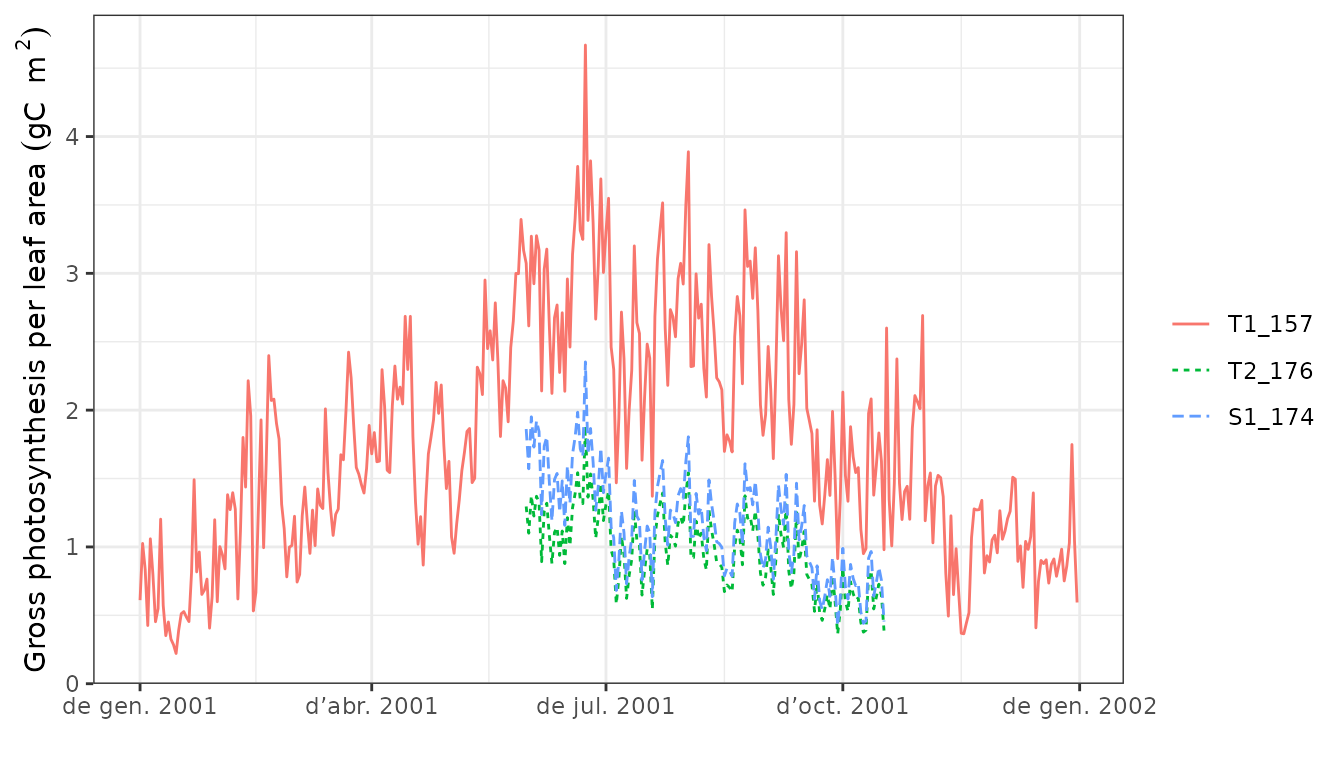 Gross photosynthesis per leaf area (gC m²)
4
3
2
1
0
de gen. 2001
d’abr. 2001
de jul. 2001
d’oct. 2001
de gen. 2002
T1_157
T2_176
S1_174